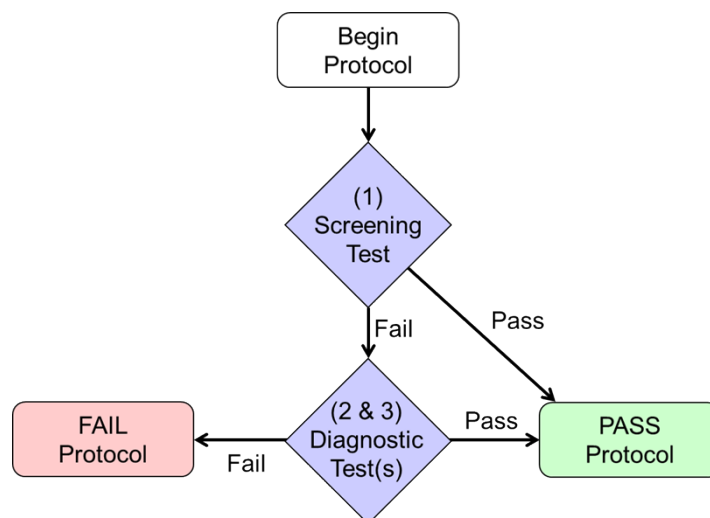 Begin
Protocol
(1)
Screening
Test
Pass
Fail
FAIL
Protocol
Fail
(2 & 3)
Diagnostic
Test(s)
Pass
PASS
Protocol